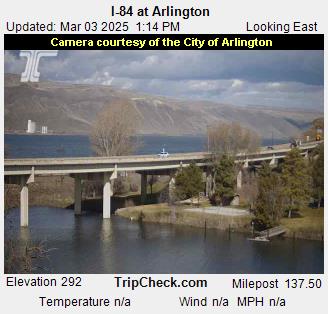 I-84 at Arlington
Updated: Mar 03 2025 1:14 PM Looking East
Camera courtesy of the City of Arlington
Elevation 292 TripCheck.com Milepost 137.50
Temperature n/a Wind n/a MPH n/a